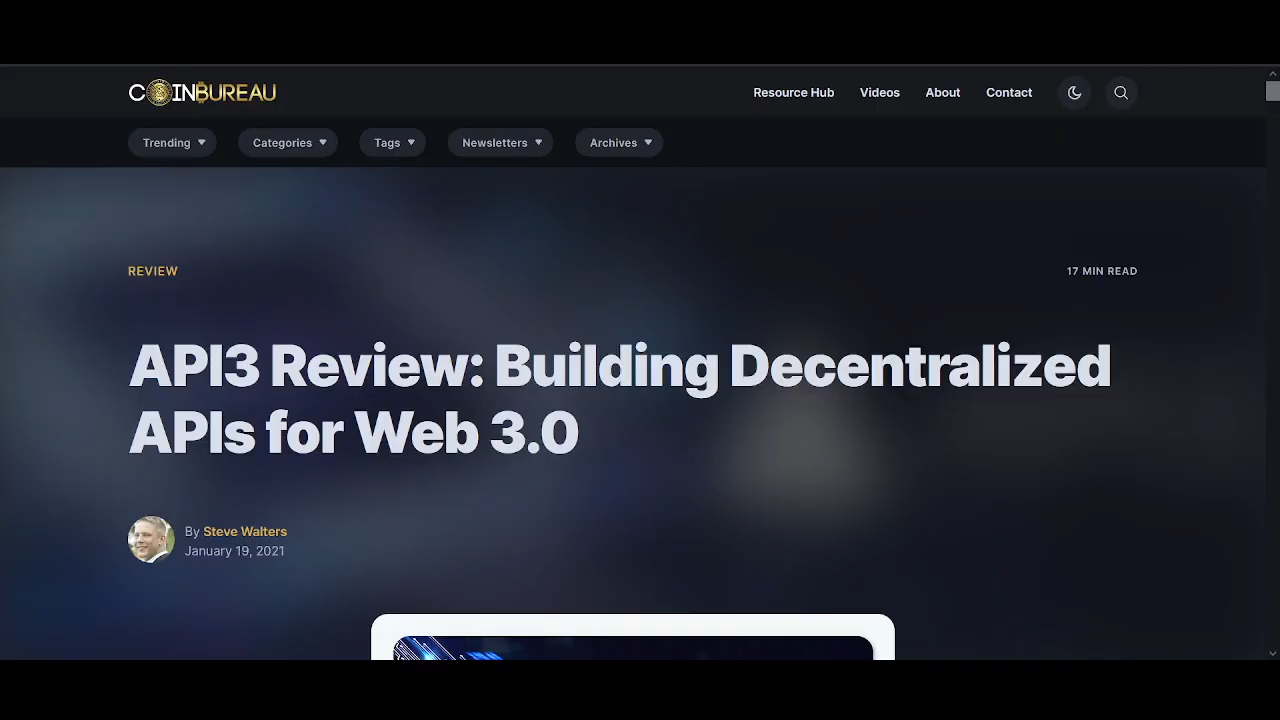 COINBUREAU
Resource Hub Videos About Contact
Trending Categories Tags Newsletters Archives
REVIEW
17 MIN READ
API3 Review: Building Decentralized
APIs for Web 3.0
By Steve Walters
January 19, 2021